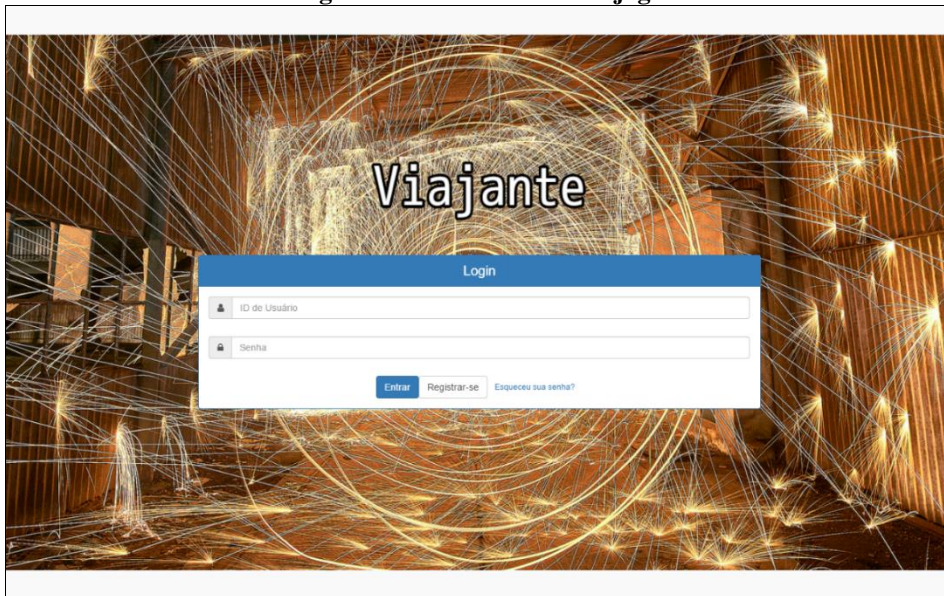 Viajante
Login
ID de Usuário
Senha
Entrar Registrar-se Esqueceu sua senha?